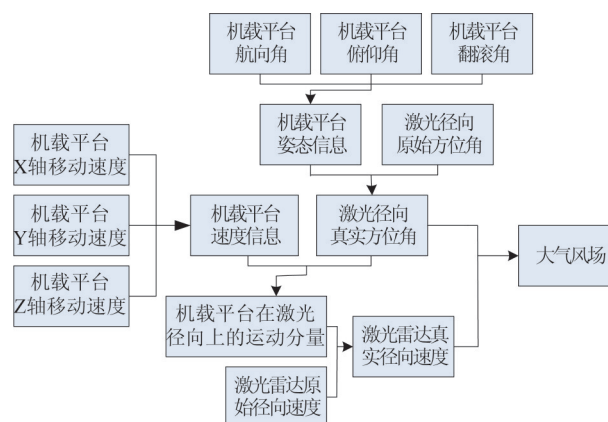 机载平台
航向角
机载平台
俯仰角
机载平台
翻滚角
机载平台
姿态信息
激光径向
原始方位角
机载平台
X轴移动速度
机载平台
Y轴移动速度
机载平台
Z轴移动速度
机载平台
速度信息
激光径向
真实方位角
大气风场
机载平台在激光
径向上的运动分量
激光雷达真
实径向速度
激光雷达原
始径向速度